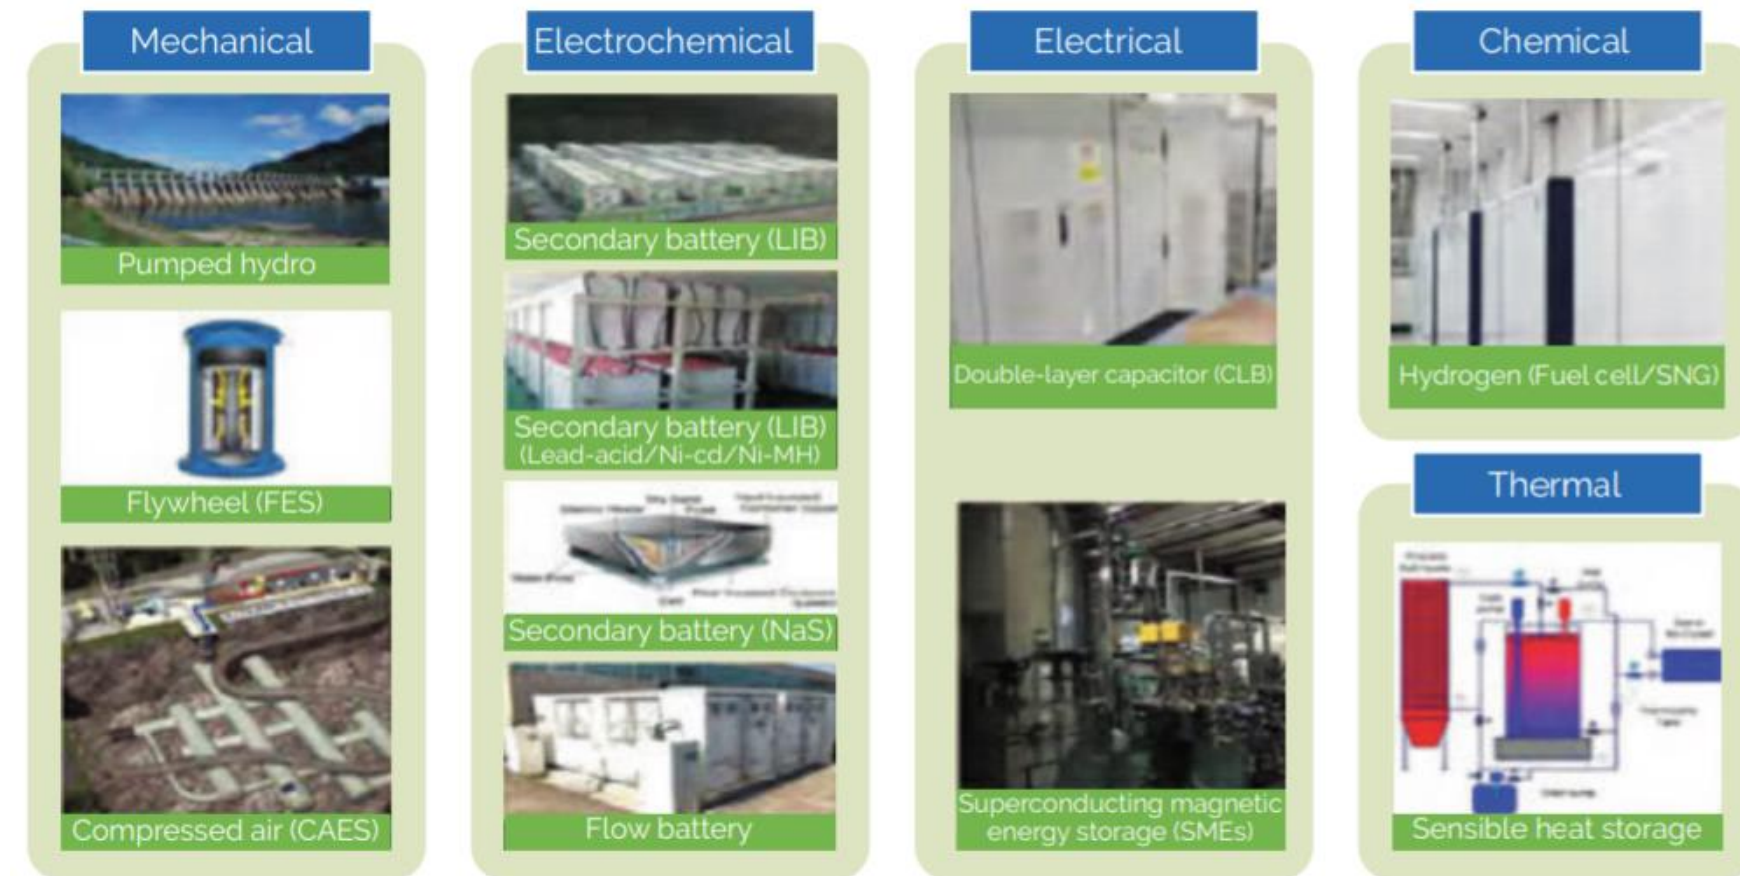 Mechanical
Pumped hydro
Flywheel (FES)
Compressed air (CAES)
Electrochemical
Secondary battery (LIB)
Secondary battery (LIB)
(Lead-acid/Ni-cd/Ni-MH)
Secondary battery (NaS)
Flow battery
Electrical
Double-layer capacitor (CLB)
Superconducting magnetic
energy storage (SMEs)
Chemical
Hydrogen (Fuel cell/SNG)
Thermal
Sensible heat storage